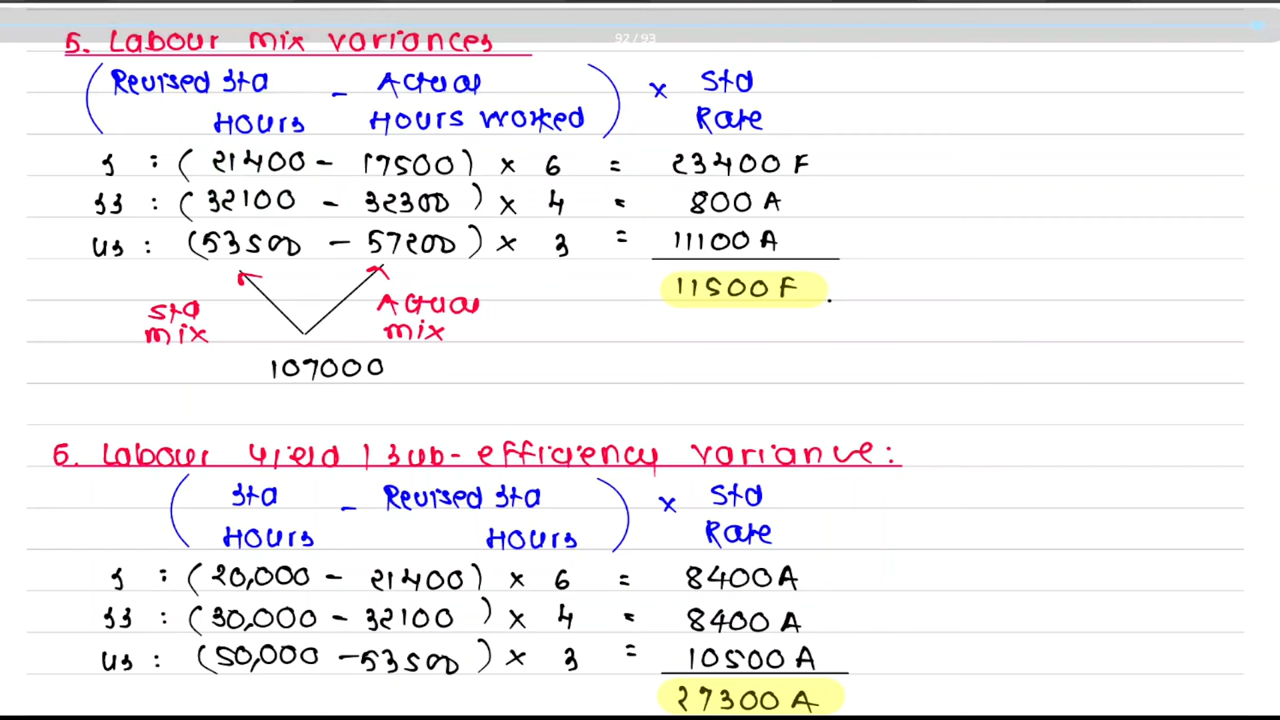 92 / 93
5. Labour mix variances
(Revised Std Hours - Actual Hours Worked) × Std Rate
S : (21400 - 17500) × 6 = 23400 F
SS : (32100 - 32300) × 4 = 800 A
US : (53500 - 57200) × 3 = 11100 A
11500 F
Std mix
Actual mix
107000
6. Labour Yield | Sub-efficiency variance:
(Std Hours - Revised Std Hours) × Std Rate
S : (20,000 - 21400) × 6 = 8400 A
SS : (30,000 - 32100) × 4 = 8400 A
US : (50,000 - 53500) × 3 = 10500 A
27300 A